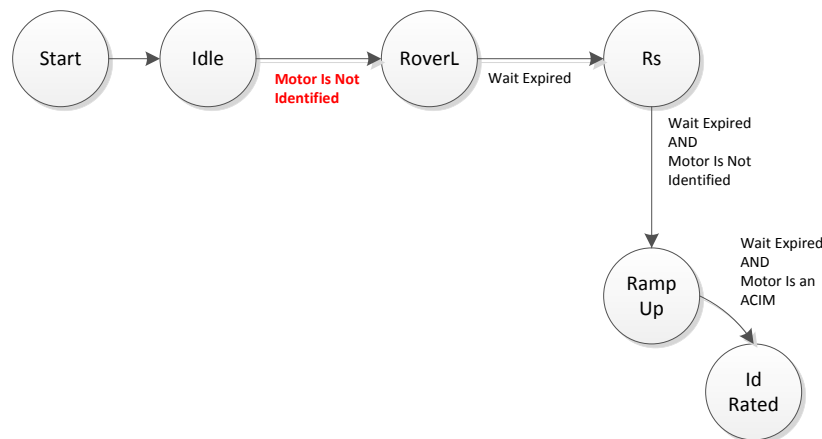 Start
Idle
Motor Is Not
Identified
RoverL
Wait Expired
Rs
Wait Expired
AND
Motor Is Not
Identified
Ramp
Up
Wait Expired
AND
Motor Is an
ACIM
Id
Rated